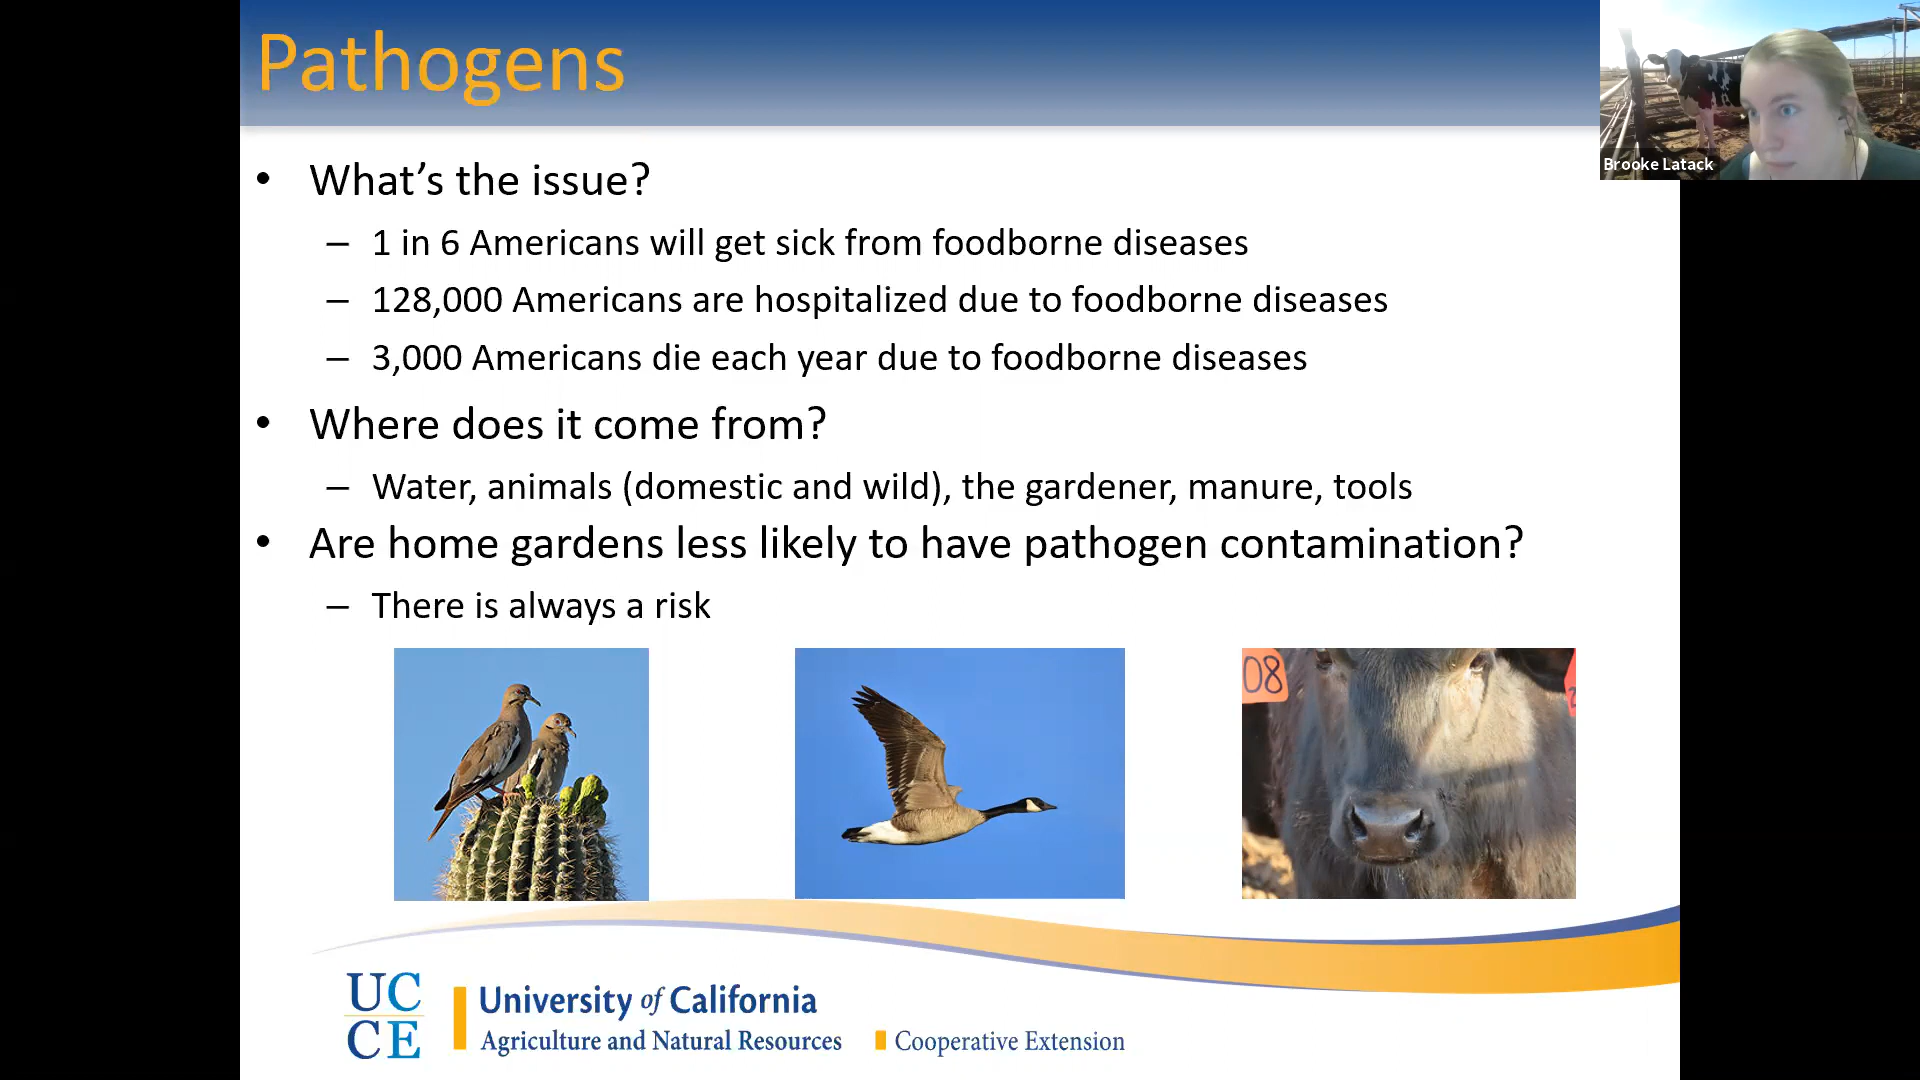 Pathogens
Brooke Latack
• What's the issue?
– 1 in 6 Americans will get sick from foodborne diseases
– 128,000 Americans are hospitalized due to foodborne diseases
– 3,000 Americans die each year due to foodborne diseases
• Where does it come from?
– Water, animals (domestic and wild), the gardener, manure, tools
• Are home gardens less likely to have pathogen contamination?
– There is always a risk
08
UC
CE
University of California
Agriculture and Natural Resources
Cooperative Extension